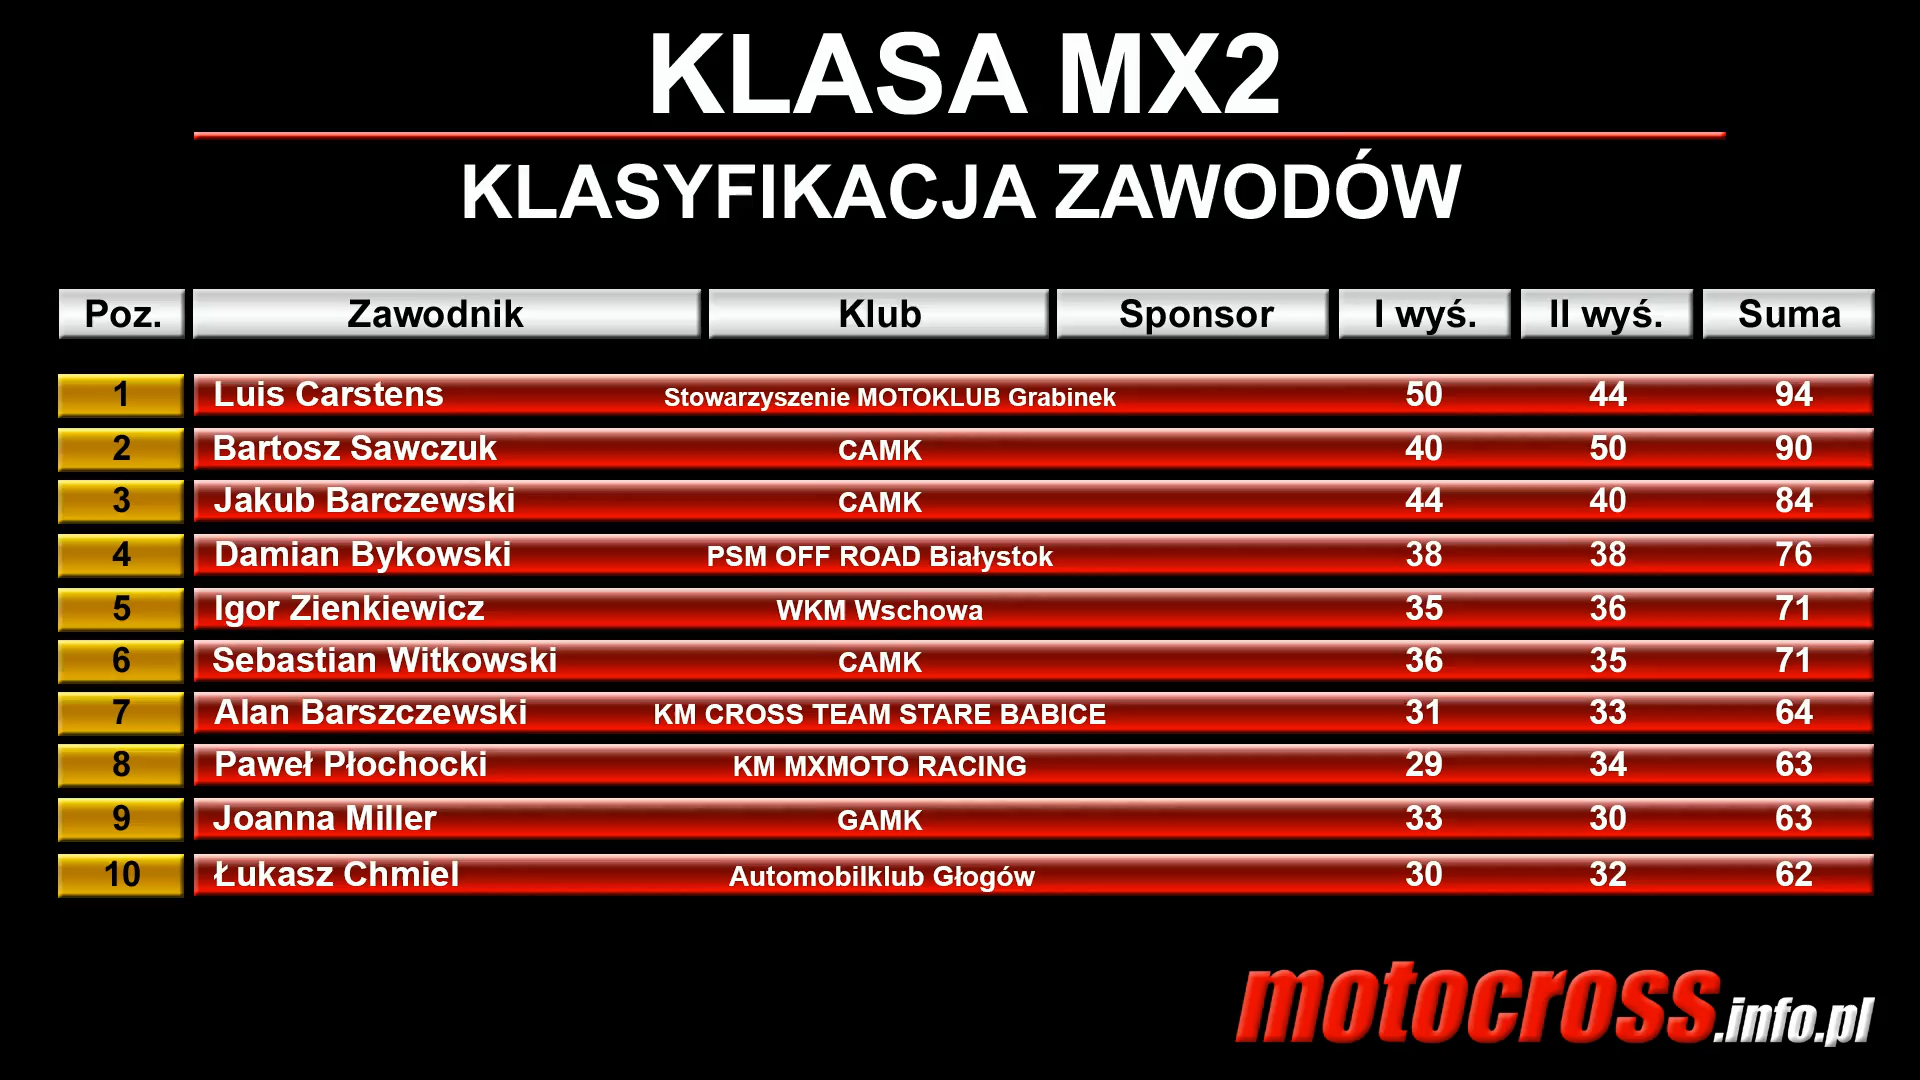 KLASA MX2
KLASYFIKACJA ZAWODÓW
Poz. Zawodnik Klub Sponsor I wyś. II wyś. Suma
1 Luis Carstens Stowarzyszenie MOTOKLUB Grabinek 50 44 94
2 Bartosz Sawczuk CAMK 40 50 90
3 Jakub Barczewski CAMK 44 40 84
4 Damian Bykowski PSM OFF ROAD Białystok 38 38 76
5 Igor Zienkiewicz WKM Wschowa 35 36 71
6 Sebastian Witkowski CAMK 36 35 71
7 Alan Barszczewski KM CROSS TEAM STARE BABICE 31 33 64
8 Paweł Płochocki KM MXMOTO RACING 29 34 63
9 Joanna Miller GAMK 33 30 63
10 Łukasz Chmiel Automobilklub Głogów 30 32 62
motocross.info.pl